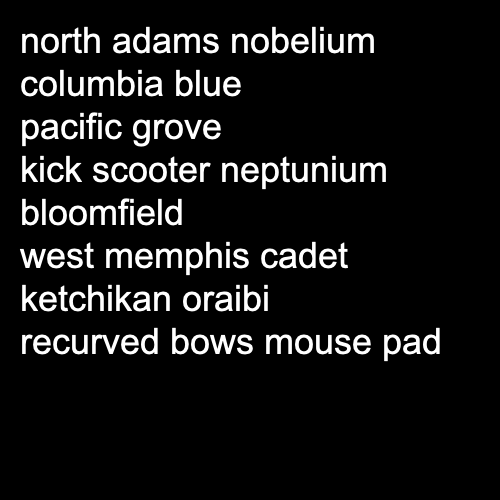 north adams nobelium
columbia blue
pacific grove
kick scooter neptunium
bloomfield
west memphis cadet
ketchikan oraibi
recurved bows mouse pad